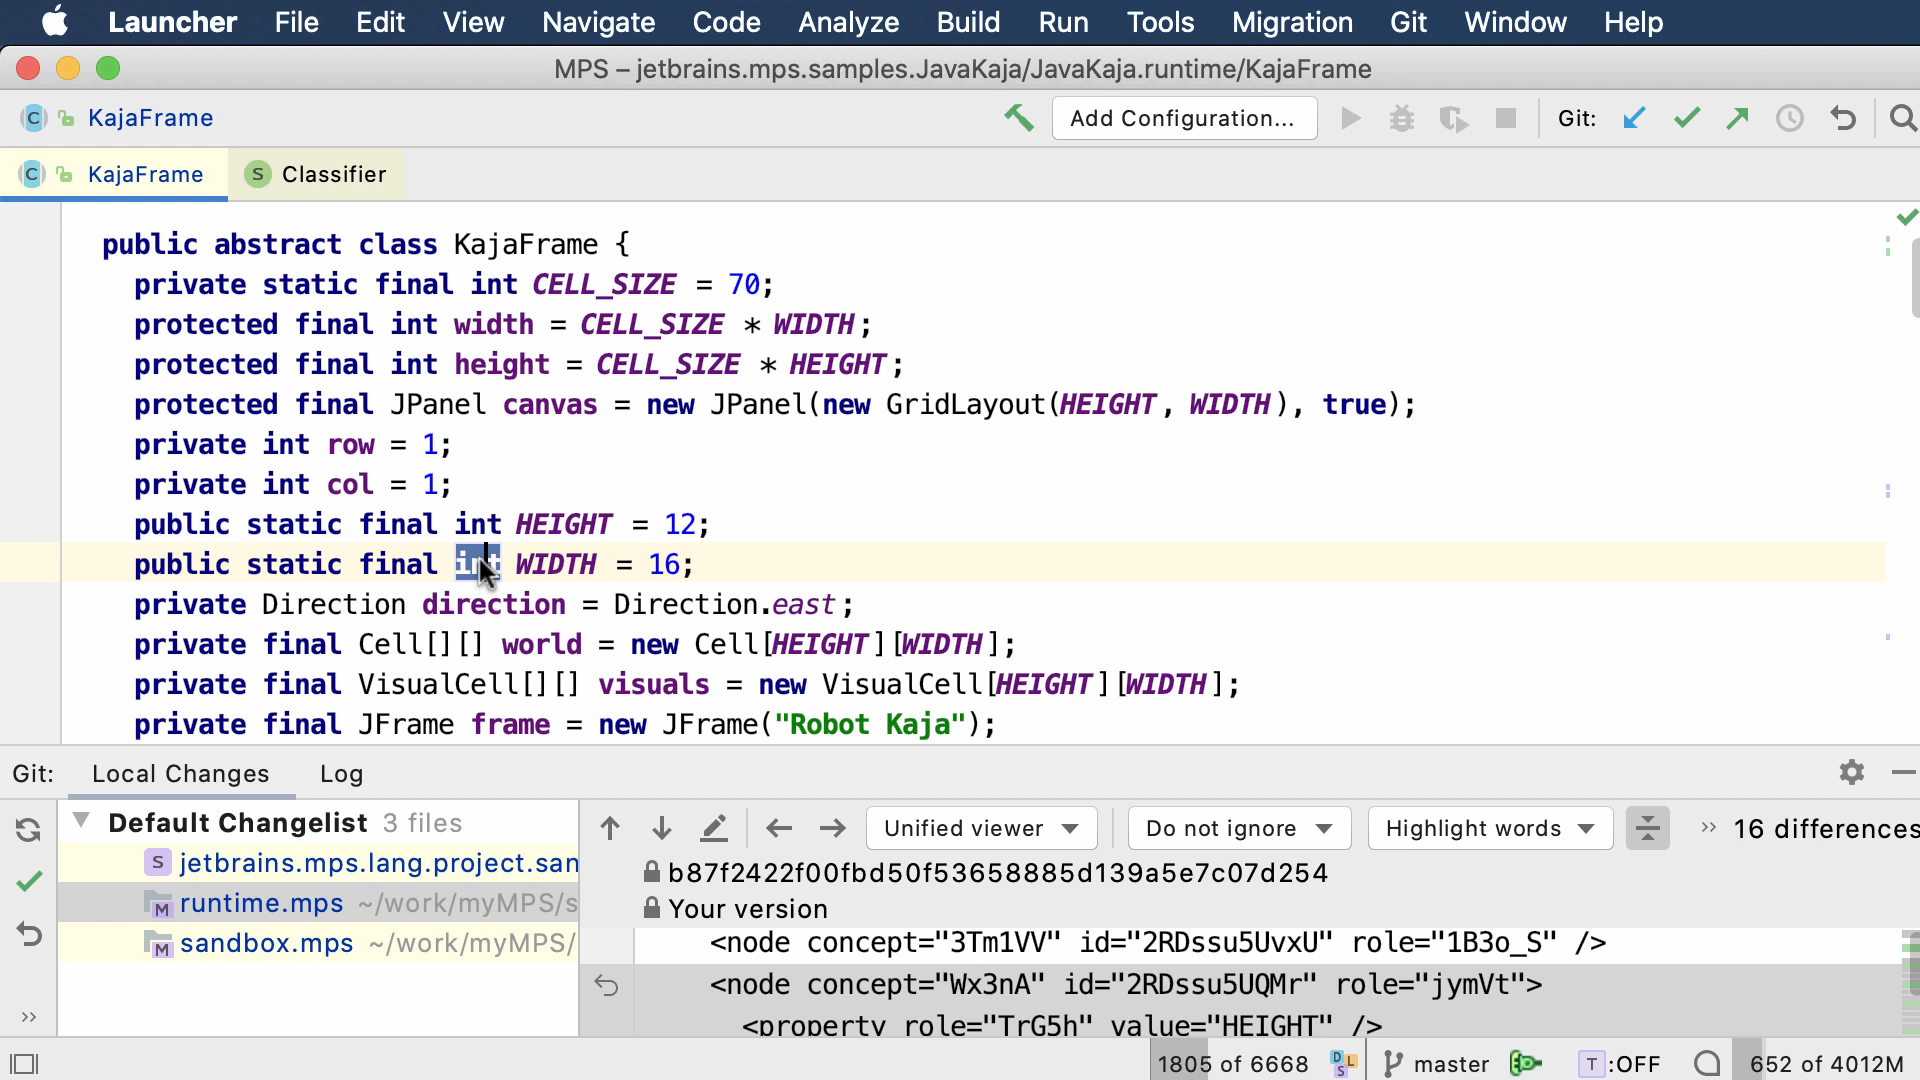 Launcher File Edit View Navigate Code Analyze Build Run Tools Migration Git Window Help
MPS – jetbrains.mps.samples.JavaKaja/JavaKaja.runtime/KajaFrame
C KajaFrame Add Configuration... Git:
C KajaFrame S Classifier
public abstract class KajaFrame {
private static final int CELL_SIZE = 70;
protected final int width = CELL_SIZE * WIDTH;
protected final int height = CELL_SIZE * HEIGHT;
protected final JPanel canvas = new JPanel(new GridLayout(HEIGHT, WIDTH), true);
private int row = 1;
private int col = 1;
public static final int HEIGHT = 12;
public static final int WIDTH = 16;
private Direction direction = Direction.east;
private final Cell[][] world = new Cell[HEIGHT][WIDTH];
private final VisualCell[][] visuals = new VisualCell[HEIGHT][WIDTH];
private final JFrame frame = new JFrame("Robot Kaja");
Git: Local Changes Log
Default Changelist 3 files
S jetbrains.mps.lang.project.san
M runtime.mps ~/work/myMPS/s
M sandbox.mps ~/work/myMPS/
Unified viewer Do not ignore Highlight words >> 16 differences
b87f2422f00fbd50f53658885d139a5e7c07d254
Your version
<node concept="3Tm1VV" id="2RDssu5UvxU" role="1B3o_S" />
<node concept="Wx3nA" id="2RDssu5UQMr" role="jymVt">
<property role="TrG5h" value="HEIGHT" />
>>
1805 of 6668 DLS master T :OFF 652 of 4012M